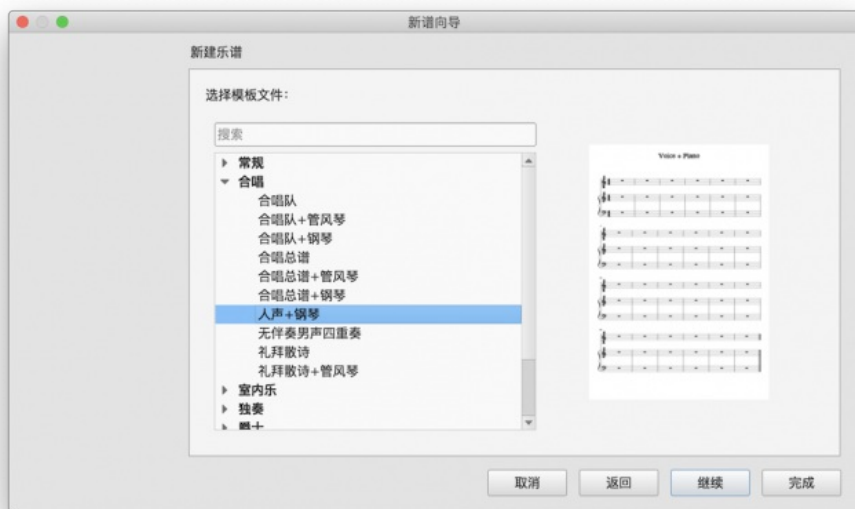 新谱向导
新建乐谱
选择模板文件:
搜索
常规
合唱
合唱队
合唱队+管风琴
合唱队+钢琴
合唱总谱
合唱总谱+管风琴
合唱总谱+钢琴
人声+钢琴
无伴奏男声四重奏
礼拜散诗
礼拜散诗+管风琴
室内乐
独奏
爵士
Voice + Piano
取消
返回
继续
完成